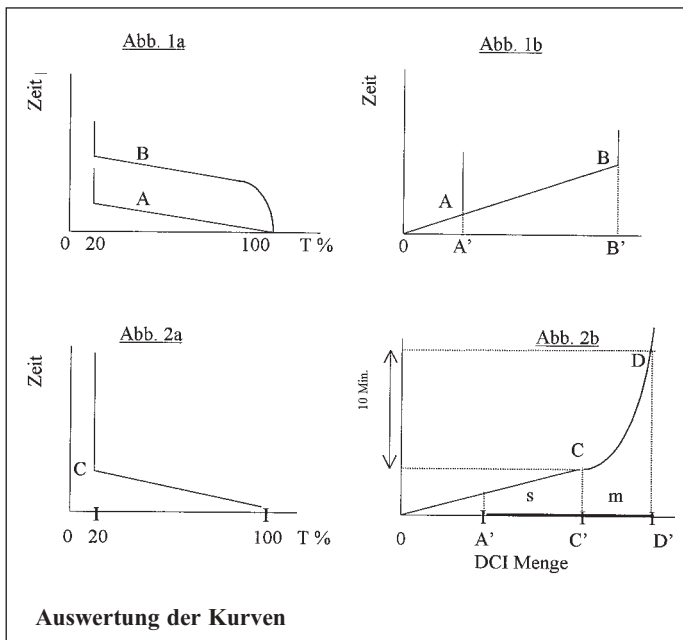 Abb. 1a
Zeit
B
A
0 20 100 T %
Abb. 1b
Zeit
A
B
0 A' B'
Abb. 2a
Zeit
C
0 20 100 T %
Abb. 2b
10 Min.
D
C
s m
0 A' C' D'
DCI Menge
Auswertung der Kurven